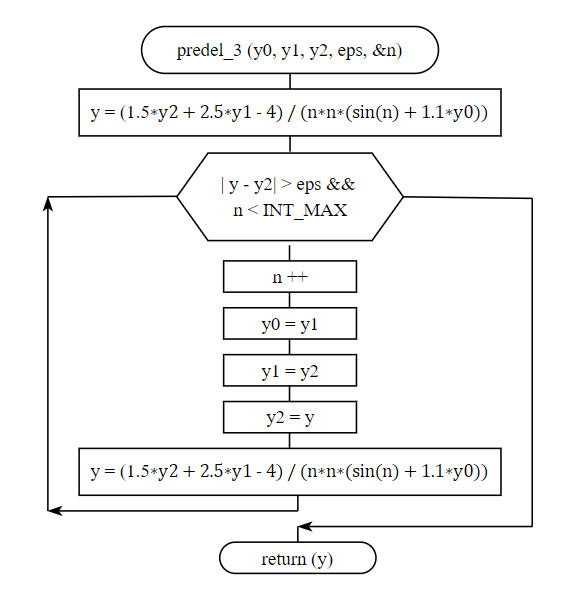 predel_3 (y0, y1, y2, eps, &n)
y = (1.5*y2 + 2.5*y1 - 4) / (n*n*(sin(n) + 1.1*y0))
| y - y2| > eps &&
n < INT_MAX
n ++
y0 = y1
y1 = y2
y2 = y
y = (1.5*y2 + 2.5*y1 - 4) / (n*n*(sin(n) + 1.1*y0))
return (y)